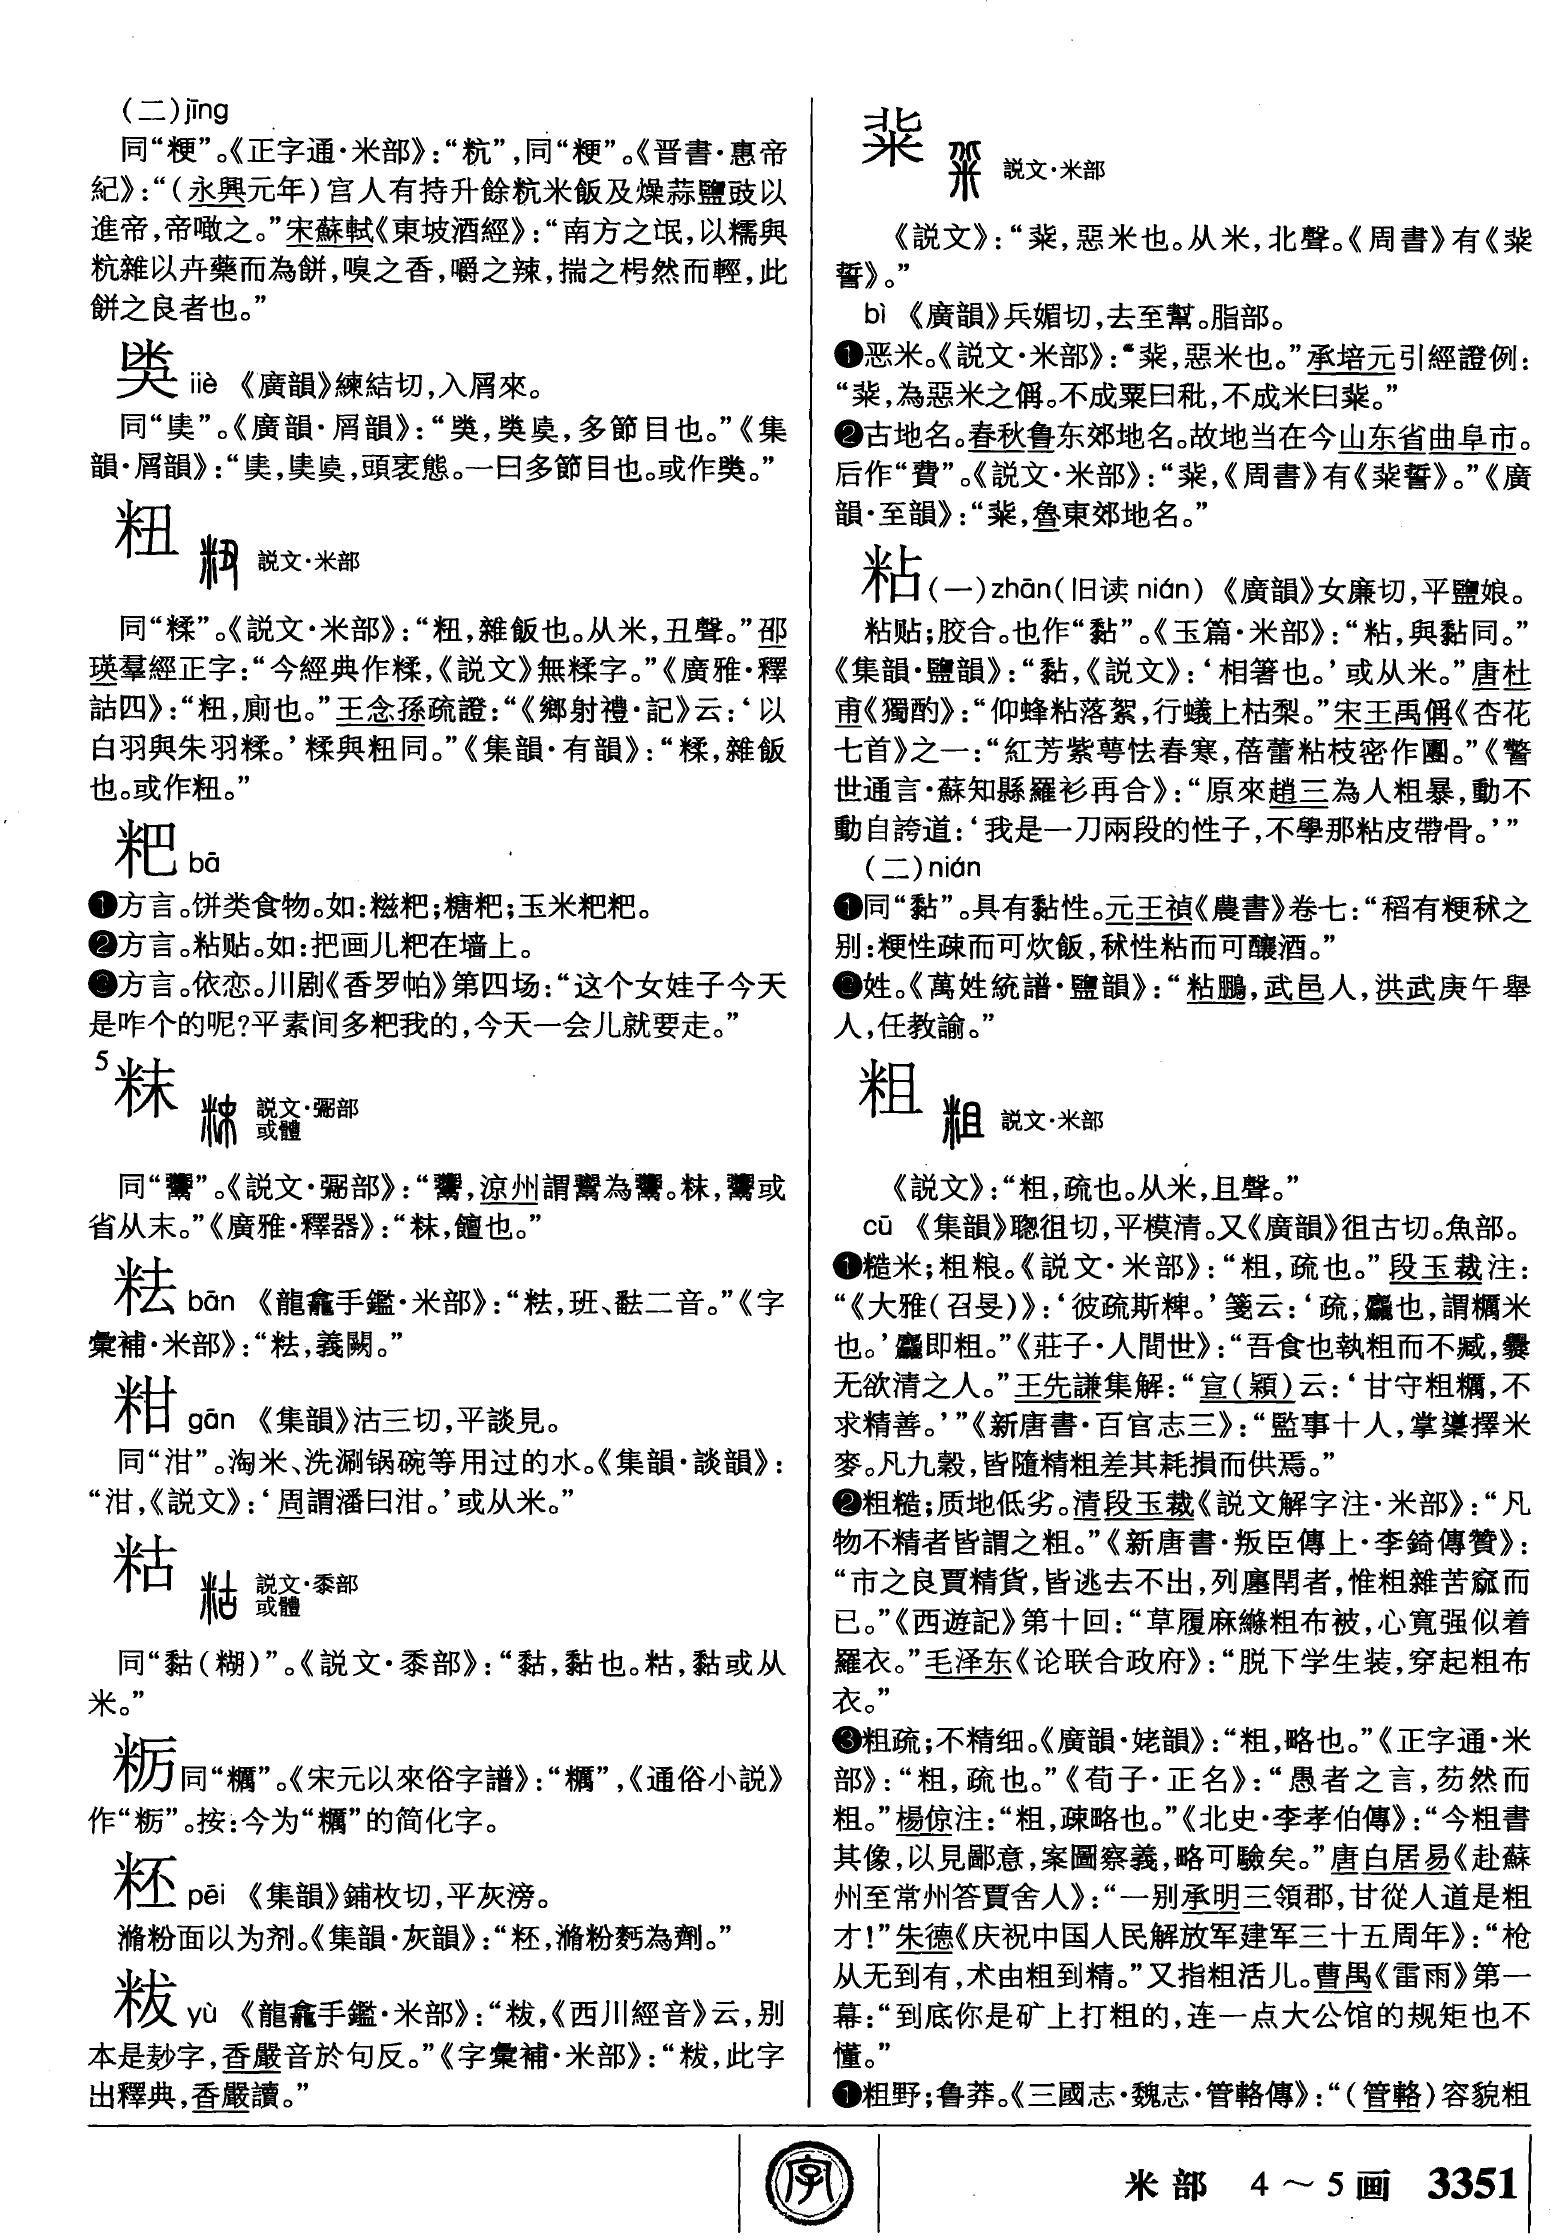 (二)jīng
同“粳”。《正字通·米部》:“粇”,同“粳”。《晋書·惠帝
紀》:“(永興元年)宫人有持升餘粇米飯及燥蒜鹽豉以
進帝,帝噉之。”宋蘇軾《東坡酒經》:“南方之氓,以糯與
粇雜以卉藥而為餅,嗅之香,嚼之辣,揣之枵然而輕,此
餅之良者也。”
liè 《廣韻》練結切,入屑來。
韻·屑韻》:頭衺態。一曰多節目也。或作
粈 説文·米部
同“糅”。《説文·米部》:“粈,雜飯也。从米,丑聲。”邵
瑛羣經正字:“今經典作糅,《説文》無糅字。”《廣雅·釋
詁四》:“粈,廁也。”王念孫疏證:“《鄉射禮·記》云:‘以
白羽與朱羽糅。’糅與粈同。”《集韻·有韻》:“糅,雜飯
也。或作粈。”
粑 bā
❶方言。饼类食物。如:糍粑;糖粑;玉米粑粑。
❷方言。粘贴。如:把画儿粑在墙上。
❸方言。依恋。川剧《香罗帕》第四场:“这个女娃子今天
是咋个的呢?平素间多粑我的,今天一会儿就要走。”
5
粖 説文·䰜部
或體
同《説文·䰜部》:涼州謂鬻為粖,或
省从末。”《廣雅·釋器》:“粖,饘也。”
bān 《龍龕手鑑·米部》:班、二音。”《字
彙補·米部》:義闕。”
粓 gān 《集韻》沽三切,平談見。
同“泔”。淘米、洗涮锅碗等用过的水。《集韻·談韻》:
“泔,《説文》:‘周謂潘曰泔。’或从米。”
粘 説文·黍部
或體
同“黏(糊)”。《説文·黍部》:或从
米。”
粝 同“糲”。《宋元以來俗字譜》:“糲”,《通俗小説》
作“粝”。按:今为“糲”的简化字。
pēi 《集韻》鋪枚切,平灰滂。
滫粉面以为剂。《集韻·灰韻》:滫粉麪為劑。”
yù 《龍龕手鑑·米部》:《西川經音》云,别
本是字,香嚴音於句反。”《字彙補·米部》:此字
出釋典,香嚴讀。”
粊 説文·米部
《説文》:“粊,惡米也。从米,北聲。《周書》有《粊
誓》。”
bì 《廣韻》兵媚切,去至幫。脂部。
❶恶米。《説文·米部》:“粊,惡米也。”承培元引經證例:
“粊,為惡米之偁。不成粟曰秕,不成米曰粊。”
❷古地名。春秋鲁东郊地名。故地当在今山东省曲阜市。
后作“費”。《説文·米部》:“粊,《周書》有《粊誓》。”《廣
韻·至韻》:“粊,魯東郊地名。”
粘 (一)zhān(旧读nián) 《廣韻》女廉切,平鹽娘。
粘贴;胶合。也作“黏”。《玉篇·米部》:“粘,與黏同。”
《集韻·鹽韻》:“黏,《説文》:‘相箸也。’或从米。”唐杜
甫《獨酌》:“仰蜂粘落絮,行蟻上枯梨。”宋王禹偁《杏花
七首》之一:“紅芳紫萼怯春寒,蓓蕾粘枝密作團。”《警
世通言·蘇知縣羅衫再合》:“原來趙三為人粗暴,動不
動自誇道:‘我是一刀兩段的性子,不學那粘皮帶骨。’”
(二)nián
❶同“黏”。具有黏性。元王禎《農書》卷七:“稻有粳秫之
别:粳性疎而可炊飯,秫性粘而可釀酒。”
❷姓。《萬姓統譜·鹽韻》:“粘鵬,武邑人,洪武庚午舉
人,任教諭。”
粗 説文·米部
《説文》:“粗,疏也。从米,且聲。”
cū 《集韻》聰徂切,平模清。又《廣韻》徂古切。魚部。
❶糙米;粗粮。《説文·米部》:“粗,疏也。”段玉裁注:
“《大雅(召旻)》:‘彼疏斯粺。’箋云:‘疏,麤也,謂糲米
也。’麤即粗。”《莊子·人間世》:“吾食也執粗而不臧,爨
无欲清之人。”王先謙集解:“宣(穎)云:‘甘守粗糲,不
求精善。’”《新唐書·百官志三》:“監事十人,掌䆃擇米
麥。凡九穀,皆隨精粗差其耗損而供焉。”
❷粗糙;质地低劣。清段玉裁《説文解字注·米部》:“凡
物不精者皆謂之粗。”《新唐書·叛臣傳上·李錡傳贊》:
“市之良賈精貨,皆逃去不出,列廛閈者,惟粗雜苦窳而
已。”《西遊記》第十回:“草履麻縧粗布被,心寬强似着
羅衣。”毛泽东《论联合政府》:“脱下学生装,穿起粗布
衣。”
❸粗疏;不精细。《廣韻·姥韻》:“粗,略也。”《正字通·米
部》:“粗,疏也。”《荀子·正名》:“愚者之言,芴然而
粗。”楊倞注:“粗,疎略也。”《北史·李孝伯傳》:“今粗書
其像,以見鄙意,案圖察義,略可驗矣。”唐白居易《赴蘇
州至常州答賈舍人》:“一别承明三領郡,甘從人道是粗
才!”朱德《庆祝中国人民解放军建军三十五周年》:“枪
从无到有,术由粗到精。”又指粗活儿。曹禺《雷雨》第一
幕:“到底你是矿上打粗的,连一点大公馆的规矩也不
懂。”
❹粗野;鲁莽。《三國志·魏志·管輅傳》:“(管輅)容貌粗
字
米部 4～5画 3351